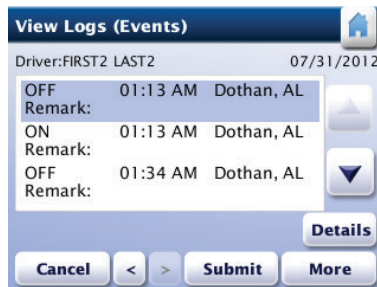 View Logs (Events)
Driver:FIRST2 LAST2 07/31/2012
OFF 01:13 AM Dothan, AL
Remark:
ON 01:13 AM Dothan, AL
Remark:
OFF 01:34 AM Dothan, AL
Remark:
Details
Cancel < > Submit More